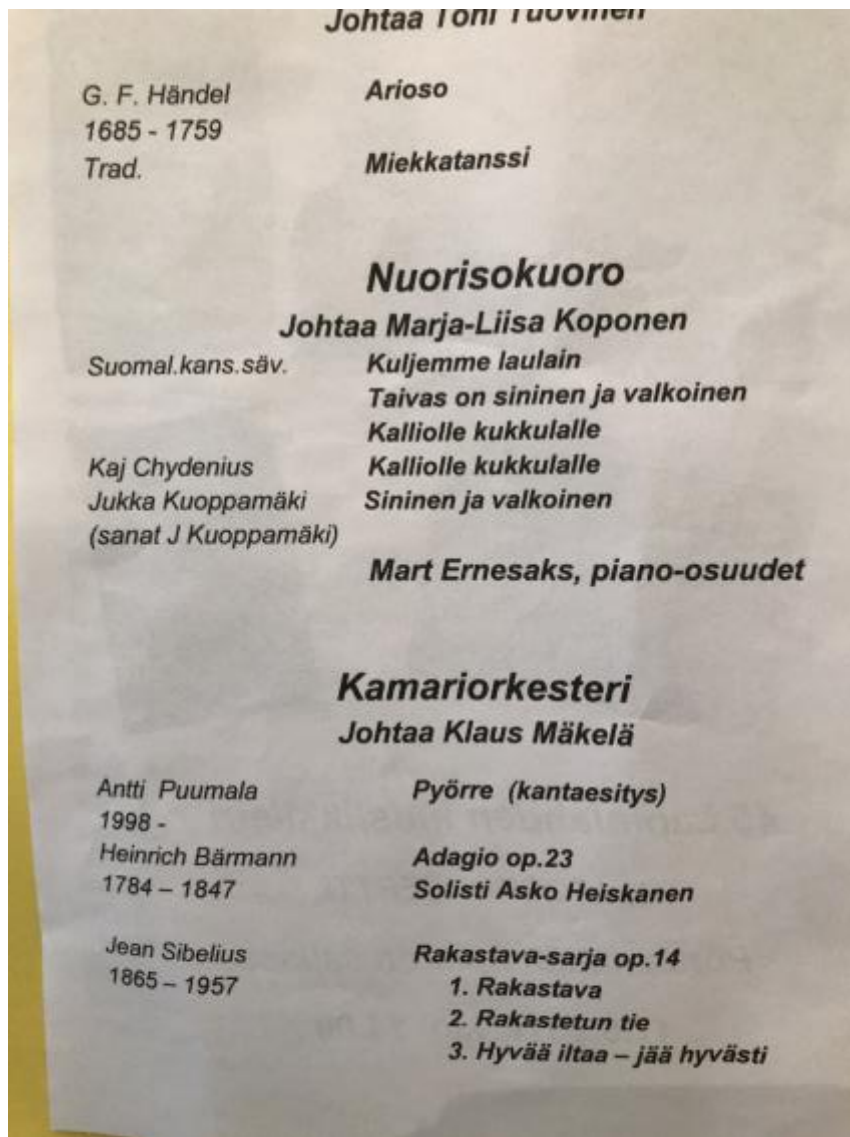 Johtaa Toni Tuovinen
G. F. Händel Arioso
1685 - 1759
Trad. Miekkatanssi
Nuorisokuoro
Johtaa Marja-Liisa Koponen
Suomal.kans.säv. Kuljemme laulain
Taivas on sininen ja valkoinen
Kalliolle kukkulalle
Kaj Chydenius Kalliolle kukkulalle
Jukka Kuoppamäki Sininen ja valkoinen
(sanat J Kuoppamäki)
Mart Ernesaks, piano-osuudet
Kamariorkesteri
Johtaa Klaus Mäkelä
Antti Puumala Pyörre (kantaesitys)
1998 -
Heinrich Bärmann Adagio op.23
1784 – 1847 Solisti Asko Heiskanen
Jean Sibelius Rakastava-sarja op.14
1865 – 1957 1. Rakastava
2. Rakastetun tie
3. Hyvää iltaa – jää hyvästi